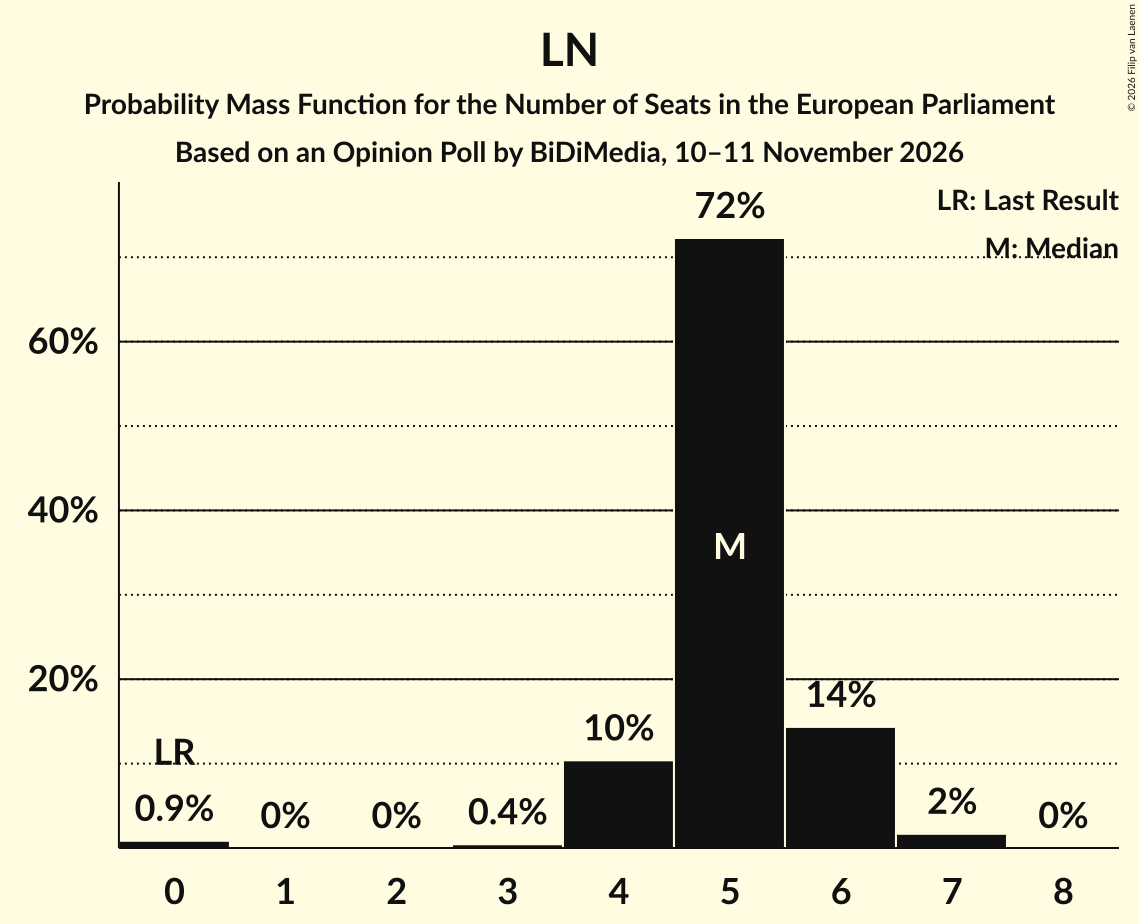 LN
Probability Mass Function for the Number of Seats in the European Parliament
Based on an Opinion Poll by BiDiMedia, 10–11 November 2026
© 2026 Filip van Laenen
LR: Last Result
M: Median
72%
60%
40%
M
20%
14%
10%
LR
0.9%
0%
0%
0.4%
2%
0%
0 1 2 3 4 5 6 7 8